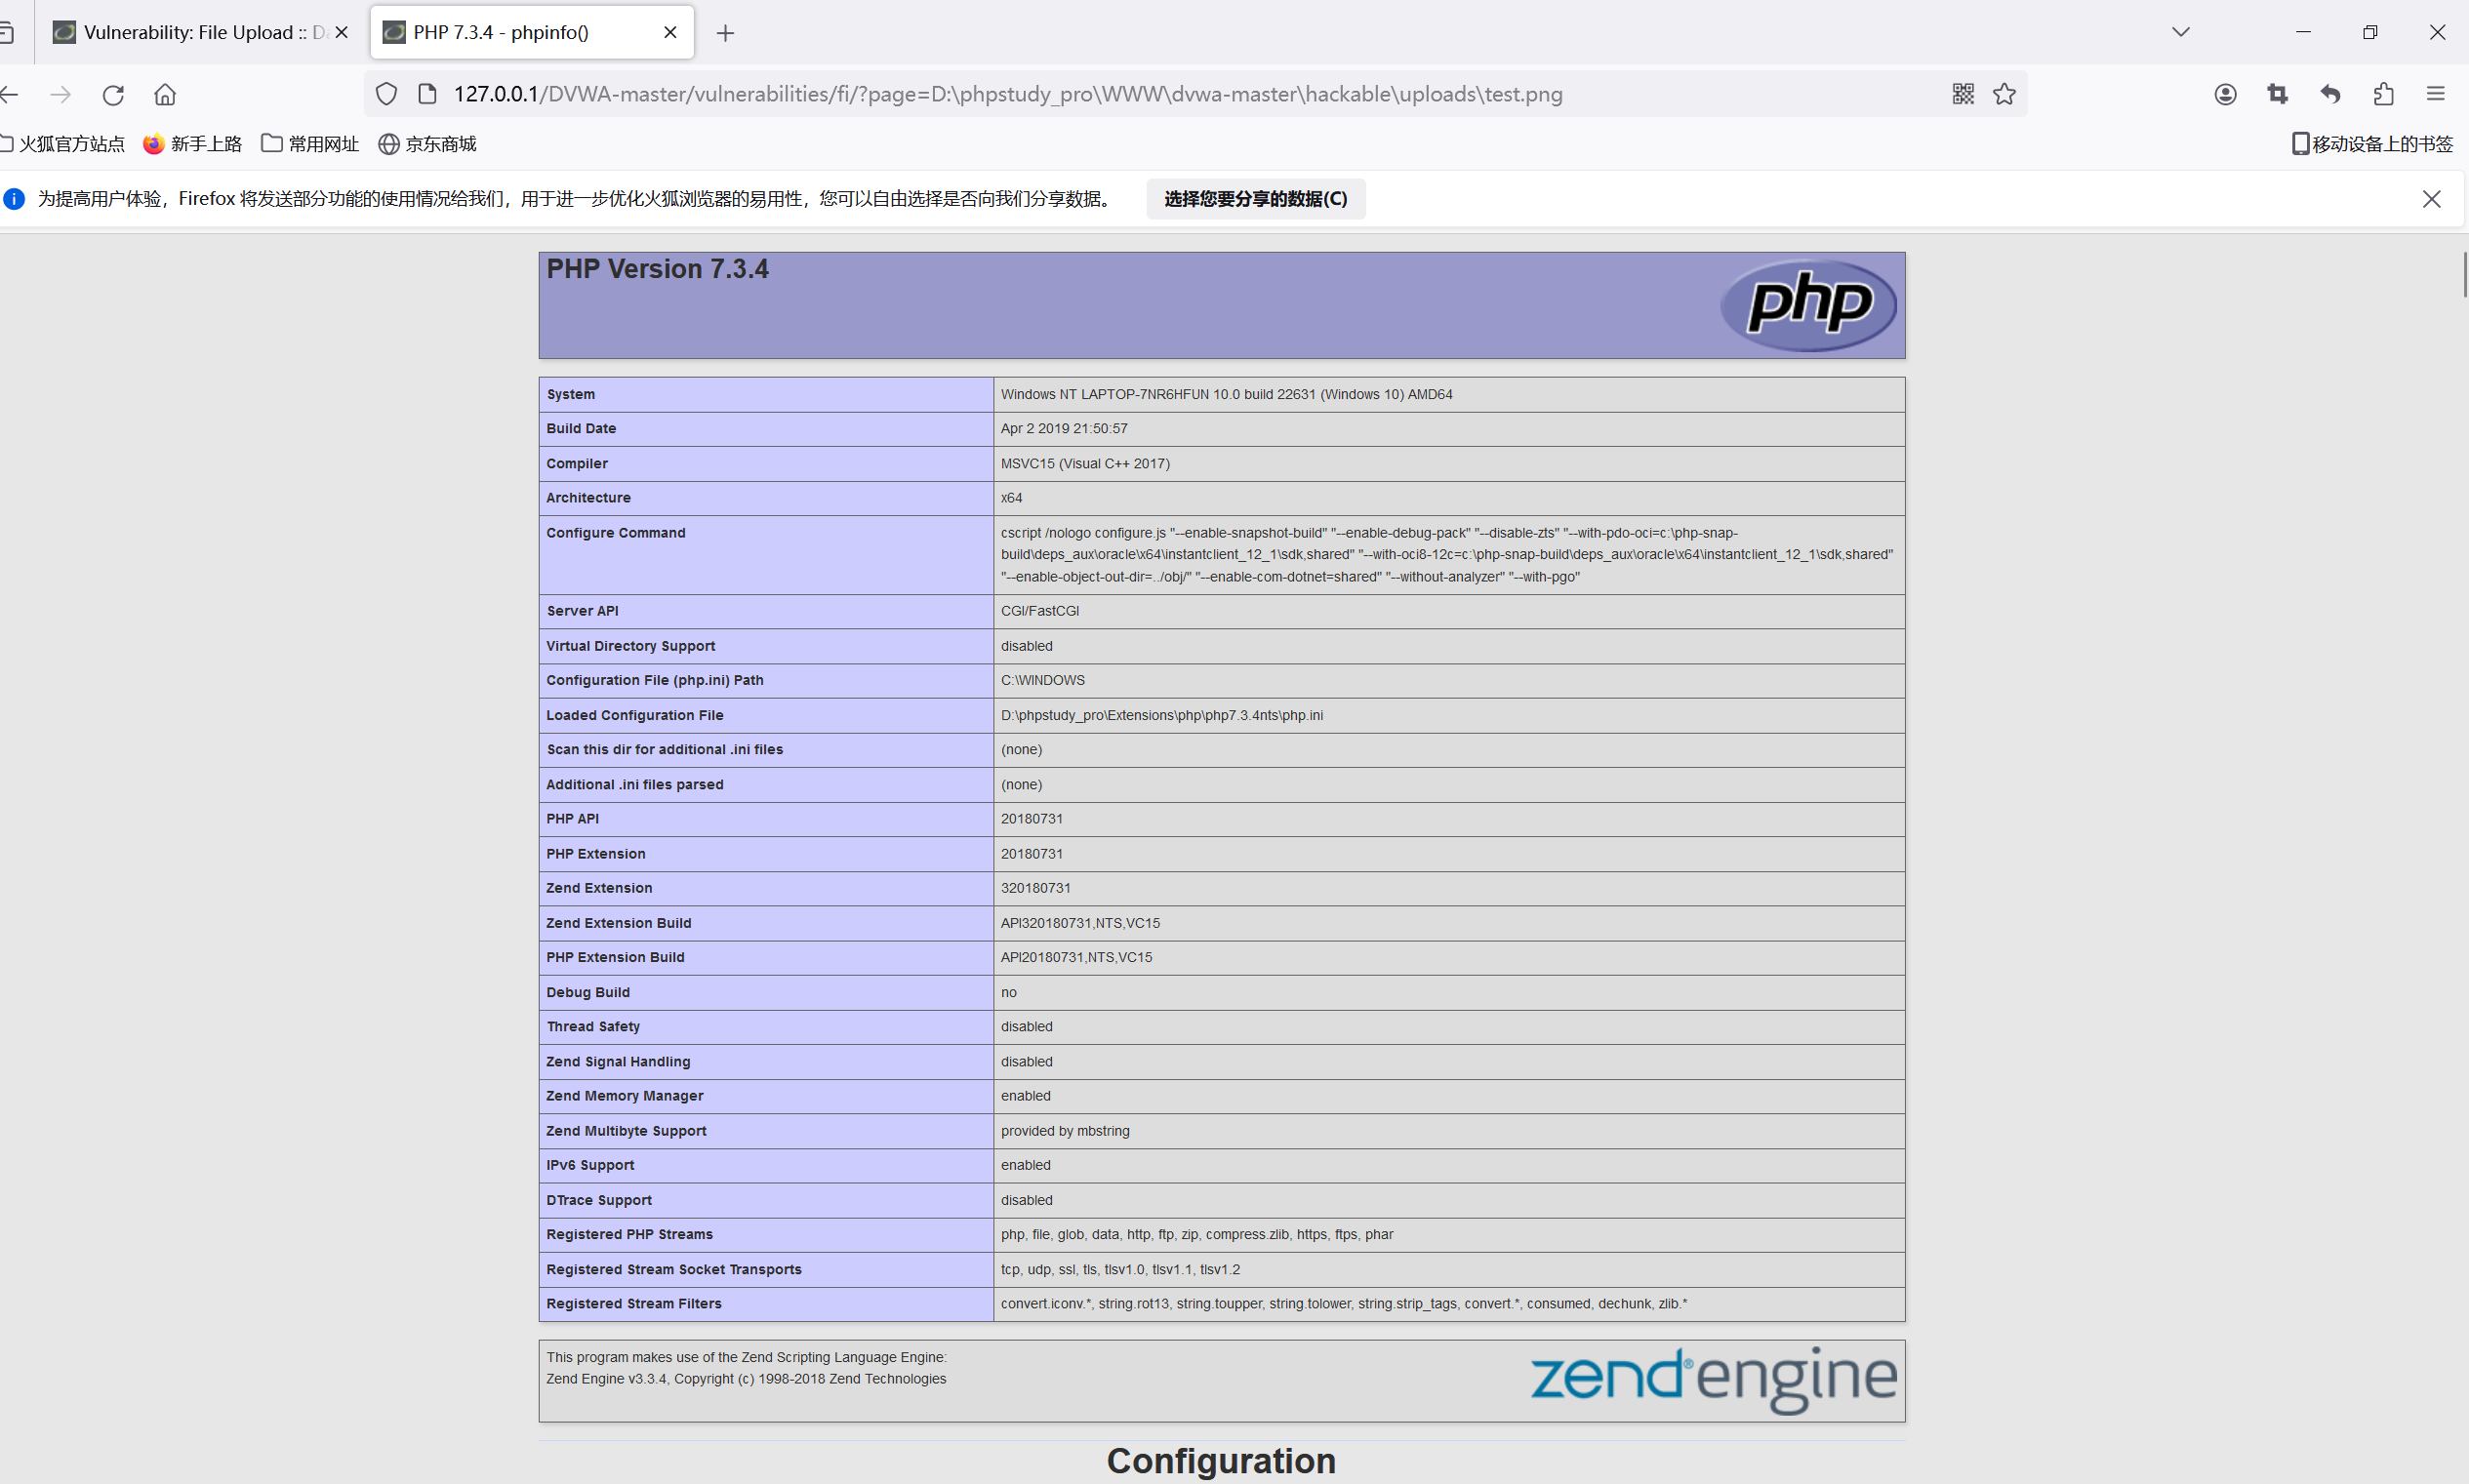 Vulnerability: File Upload :: Da
PHP 7.3.4 - phpinfo()
127.0.0.1/DVWA-master/vulnerabilities/fi/?page=D:\phpstudy_pro\WWW\dvwa-master\hackable\uploads\test.png
火狐官方站点 新手上路 常用网址 京东商城 移动设备上的书签
为提高用户体验，Firefox 将发送部分功能的使用情况给我们，用于进一步优化火狐浏览器的易用性，您可以自由选择是否向我们分享数据。 选择您要分享的数据(C)
PHP Version 7.3.4
php
System Windows NT LAPTOP-7NR6HFUN 10.0 build 22631 (Windows 10) AMD64
Build Date Apr 2 2019 21:50:57
Compiler MSVC15 (Visual C++ 2017)
Architecture x64
Configure Command cscript /nologo configure.js "--enable-snapshot-build" "--enable-debug-pack" "--disable-zts" "--with-pdo-oci=c:\php-snap-
build\deps_aux\oracle\x64\instantclient_12_1\sdk,shared" "--with-oci8-12c=c:\php-snap-build\deps_aux\oracle\x64\instantclient_12_1\sdk,shared"
"--enable-object-out-dir=../obj/" "--enable-com-dotnet=shared" "--without-analyzer" "--with-pgo"
Server API CGI/FastCGI
Virtual Directory Support disabled
Configuration File (php.ini) Path C:\WINDOWS
Loaded Configuration File D:\phpstudy_pro\Extensions\php\php7.3.4nts\php.ini
Scan this dir for additional .ini files (none)
Additional .ini files parsed (none)
PHP API 20180731
PHP Extension 20180731
Zend Extension 320180731
Zend Extension Build API320180731,NTS,VC15
PHP Extension Build API20180731,NTS,VC15
Debug Build no
Thread Safety disabled
Zend Signal Handling disabled
Zend Memory Manager enabled
Zend Multibyte Support provided by mbstring
IPv6 Support enabled
DTrace Support disabled
Registered PHP Streams php, file, glob, data, http, ftp, zip, compress.zlib, https, ftps, phar
Registered Stream Socket Transports tcp, udp, ssl, tls, tlsv1.0, tlsv1.1, tlsv1.2
Registered Stream Filters convert.iconv.*, string.rot13, string.toupper, string.tolower, string.strip_tags, convert.*, consumed, dechunk, zlib.*
This program makes use of the Zend Scripting Language Engine:
Zend Engine v3.3.4, Copyright (c) 1998-2018 Zend Technologies
zend®engine
Configuration